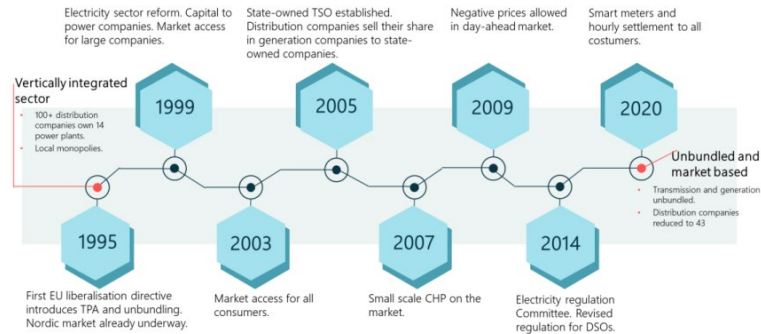 Electricity sector reform. Capital to
power companies. Market access
for large companies.
State-owned TSO established.
Distribution companies sell their share
in generation companies to state-
owned companies.
Negative prices allowed
in day-ahead market.
Smart meters and
hourly settlement to all
costumers.
Vertically integrated
sector
• 100+ distribution
companies own 14
power plants.
• Local monopolies.
1999
2005
2009
2020
Unbundled and
market based
• Transmission and generation
unbundled.
• Distribution companies
reduced to 43
1995
2003
2007
2014
First EU liberalisation directive
introduces TPA and unbundling.
Nordic market already underway.
Market access for all
consumers.
Small scale CHP on the
market.
Electricity regulation
Committee. Revised
regulation for DSOs.